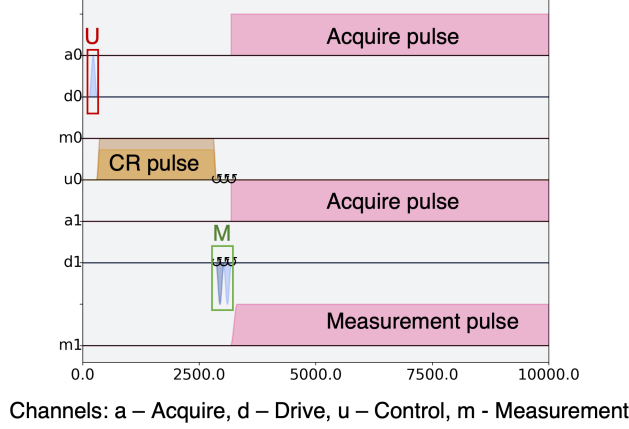 U
Acquire pulse
a0
d0
m0
CR pulse
u0
Acquire pulse
a1
M
d1
Measurement pulse
m1
0.0 2500.0 5000.0 7500.0 10000.0
Channels: a – Acquire, d – Drive, u – Control, m - Measurement